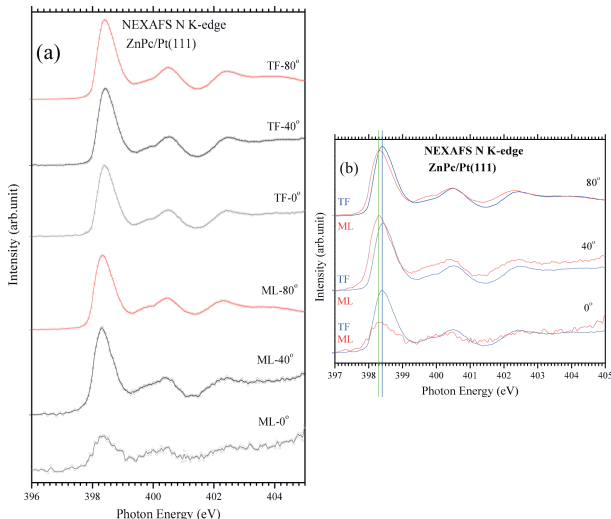 (a)
NEXAFS N K-edge
ZnPc/Pt(111)
TF-80°
TF-40°
TF-0°
ML-80°
ML-40°
ML-0°
Intensity (arb.unit)
396 398 400 402 404
Photon Energy (eV)
(b)
NEXAFS N K-edge
ZnPc/Pt(111)
80°
TF
ML
40°
TF
ML
0°
TF
ML
Intensity (arb.unit)
397 398 399 400 401 402 403 404 405
Photon Energy (eV)